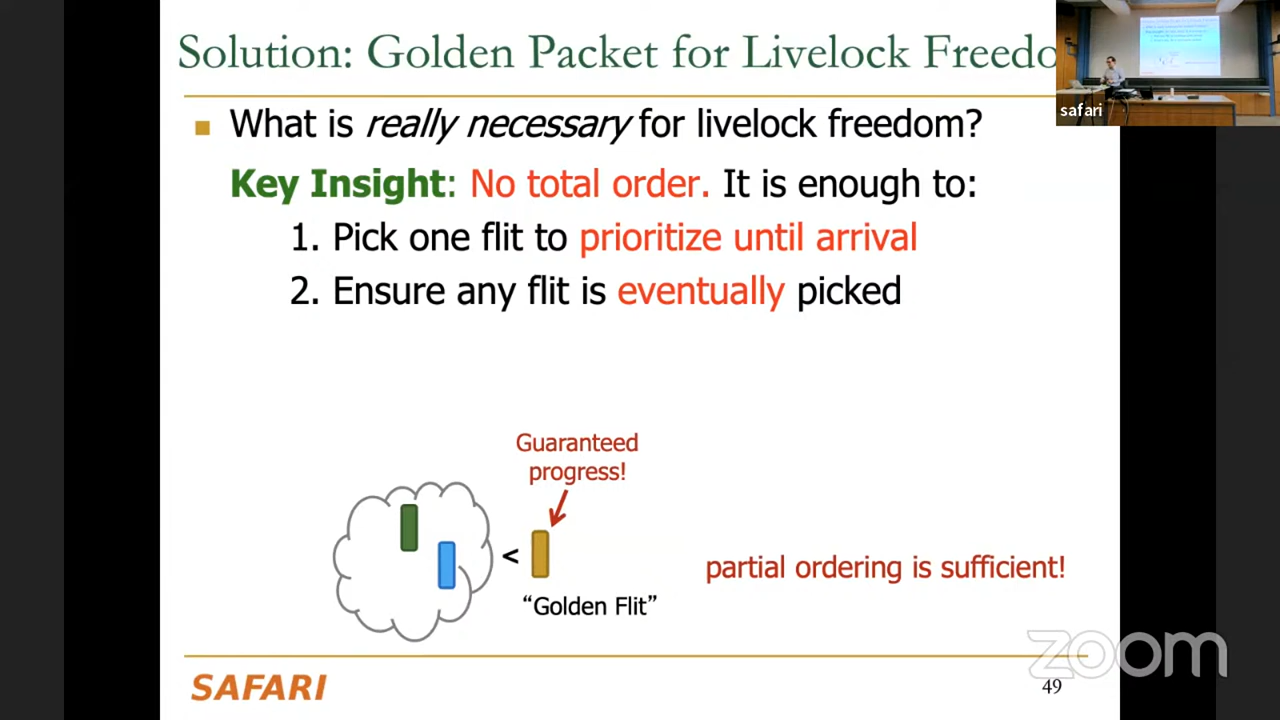 Solution: Golden Packet for Livelock Freedo
safari
What is really necessary for livelock freedom?
Key Insight: No total order. It is enough to:
1. Pick one flit to prioritize until arrival
2. Ensure any flit is eventually picked
Guaranteed
progress!
<
“Golden Flit”
partial ordering is sufficient!
zoom
SAFARI
49